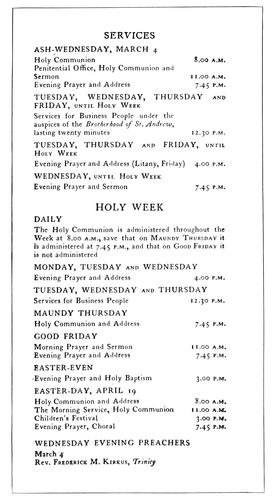 SERVICES
ASH-WEDNESDAY, MARCH 4
Holy Communion 8.00 A.M.
Penitential Office, Holy Communion and
Sermon 11.00 A.M.
Evening Prayer and Address 7.45 P.M.
TUESDAY, WEDNESDAY, THURSDAY AND
FRIDAY, UNTIL HOLY WEEK
Services for Business People under the
auspices of the Brotherhood of St. Andrew,
lasting twenty minutes 12.30 P.M.
TUESDAY, THURSDAY AND FRIDAY, UNTIL
HOLY WEEK
Evening Prayer and Address (Litany, Friday) 4.00 P.M.
WEDNESDAY, UNTIL HOLY WEEK
Evening Prayer and Sermon 7.45 P.M.
HOLY WEEK
DAILY
The Holy Communion is administered throughout the
Week at 8.00 A.M., save that on MAUNDY THURSDAY it
is administered at 7.45 P.M., and that on GOOD FRIDAY it
is not administered
MONDAY, TUESDAY AND WEDNESDAY
Evening Prayer and Address 4.00 P.M.
TUESDAY, WEDNESDAY AND THURSDAY
Services for Business People 12.30 P.M.
MAUNDY THURSDAY
Holy Communion and Address 7.45 P.M.
GOOD FRIDAY
Morning Prayer and Sermon 11.00 A.M.
Evening Prayer and Address 7.45 P.M.
EASTER-EVEN
Evening Prayer and Holy Baptism 3.00 P.M.
EASTER-DAY, APRIL 19
Holy Communion and Address 8.00 A.M.
The Morning Service, Holy Communion 11.00 A.M.
Children's Festival 3.00 P.M.
Evening Prayer, Choral 7.45 P.M.
WEDNESDAY EVENING PREACHERS
March 4
REV. FREDERICK M. KIRKUS, Trinity